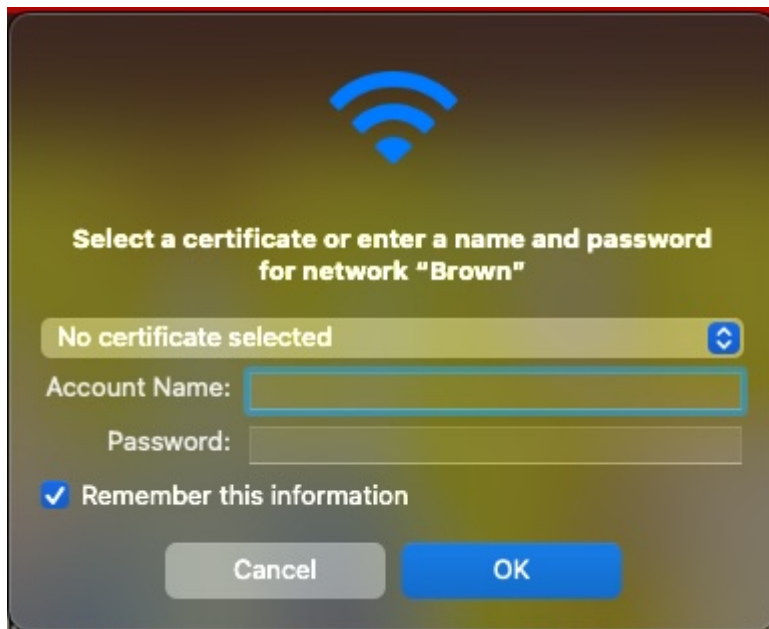 Select a certificate or enter a name and password
for network “Brown”
No certificate selected
Account Name:
Password:
Remember this information
Cancel
OK